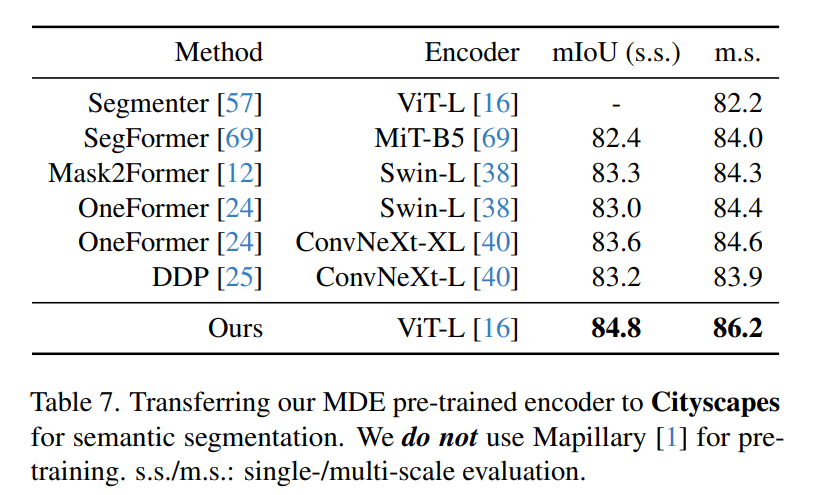 Method Encoder mIoU (s.s.) m.s.
Segmenter [57] ViT-L [16] - 82.2
SegFormer [69] MiT-B5 [69] 82.4 84.0
Mask2Former [12] Swin-L [38] 83.3 84.3
OneFormer [24] Swin-L [38] 83.0 84.4
OneFormer [24] ConvNeXt-XL [40] 83.6 84.6
DDP [25] ConvNeXt-L [40] 83.2 83.9
Ours ViT-L [16] 84.8 86.2
Table 7. Transferring our MDE pre-trained encoder to Cityscapes
for semantic segmentation. We do not use Mapillary [1] for pre-
training. s.s./m.s.: single-/multi-scale evaluation.